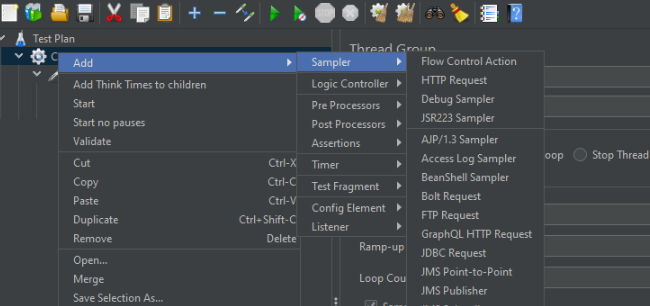 Test Plan
Thread Group
Add
Add Think Times to children
Start
Start no pauses
Validate
Cut Ctrl-X
Copy Ctrl-C
Paste Ctrl-V
Duplicate Ctrl+Shift-C
Remove Delete
Open...
Merge
Save Selection As...
Sampler
Logic Controller
Pre Processors
Post Processors
Assertions
Timer
Test Fragment
Config Element
Listener
Flow Control Action
HTTP Request
Debug Sampler
JSR223 Sampler
AJP/1.3 Sampler
Access Log Sampler
BeanShell Sampler
Bolt Request
FTP Request
GraphQL HTTP Request
JDBC Request
JMS Point-to-Point
JMS Publisher
oop Stop Thread
Ramp-up
Loop Cou